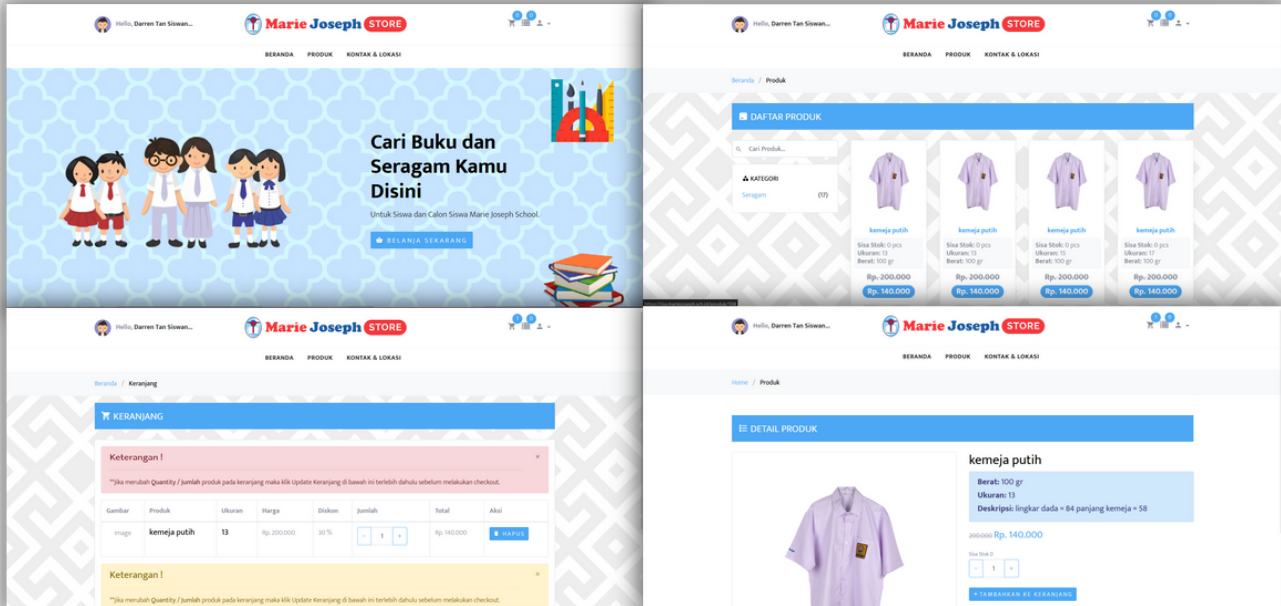 Hello, Darren Tan Siswan...
Marie Joseph STORE
0 0
BERANDA PRODUK KONTAK & LOKASI
Cari Buku dan
Seragam Kamu
Disini
Untuk Siswa dan Calon Siswa Marie Joseph School.
BELANJA SEKARANG
Hello, Darren Tan Siswan...
Marie Joseph STORE
0 0
BERANDA PRODUK KONTAK & LOKASI
Beranda / Produk
DAFTAR PRODUK
Cari Produk...
KATEGORI
Seragam (17)
kemeja putih kemeja putih kemeja putih kemeja putih
Sisa Stok: 0 pcs Sisa Stok: 0 pcs Sisa Stok: 0 pcs Sisa Stok: 0 pcs
Ukuran: 13 Ukuran: 13 Ukuran: 15 Ukuran: 17
Berat: 100 gr Berat: 100 gr Berat: 100 gr Berat: 100 gr
Rp. 200.000 Rp. 200.000 Rp. 200.000 Rp. 200.000
Rp. 140.000 Rp. 140.000 Rp. 140.000 Rp. 140.000
Hello, Darren Tan Siswan...
Marie Joseph STORE
1 0
BERANDA PRODUK KONTAK & LOKASI
Beranda / Keranjang
KERANJANG
Keterangan !
×
**Jika merubah Quantity / Jumlah produk pada keranjang maka klik Update Keranjang di bawah ini terlebih dahulu sebelum melakukan checkout.
Gambar Produk Ukuran Harga Diskon Jumlah Total Aksi
Image kemeja putih 13 Rp. 200.000 30 % - 1 + Rp. 140.000 HAPUS
Keterangan !
×
**Jika merubah Quantity / Jumlah produk pada keranjang maka klik Update Keranjang di bawah ini terlebih dahulu sebelum melakukan checkout.
Hello, Darren Tan Siswan...
Marie Joseph STORE
1 0
BERANDA PRODUK KONTAK & LOKASI
Home / Produk
DETAIL PRODUK
kemeja putih
Berat: 100 gr
Ukuran: 13
Deskripsi: lingkar dada = 84 panjang kemeja = 58
200.000 Rp. 140.000
Sisa Stok 0
- 1 +
+ TAMBAHKAN KE KERANJANG